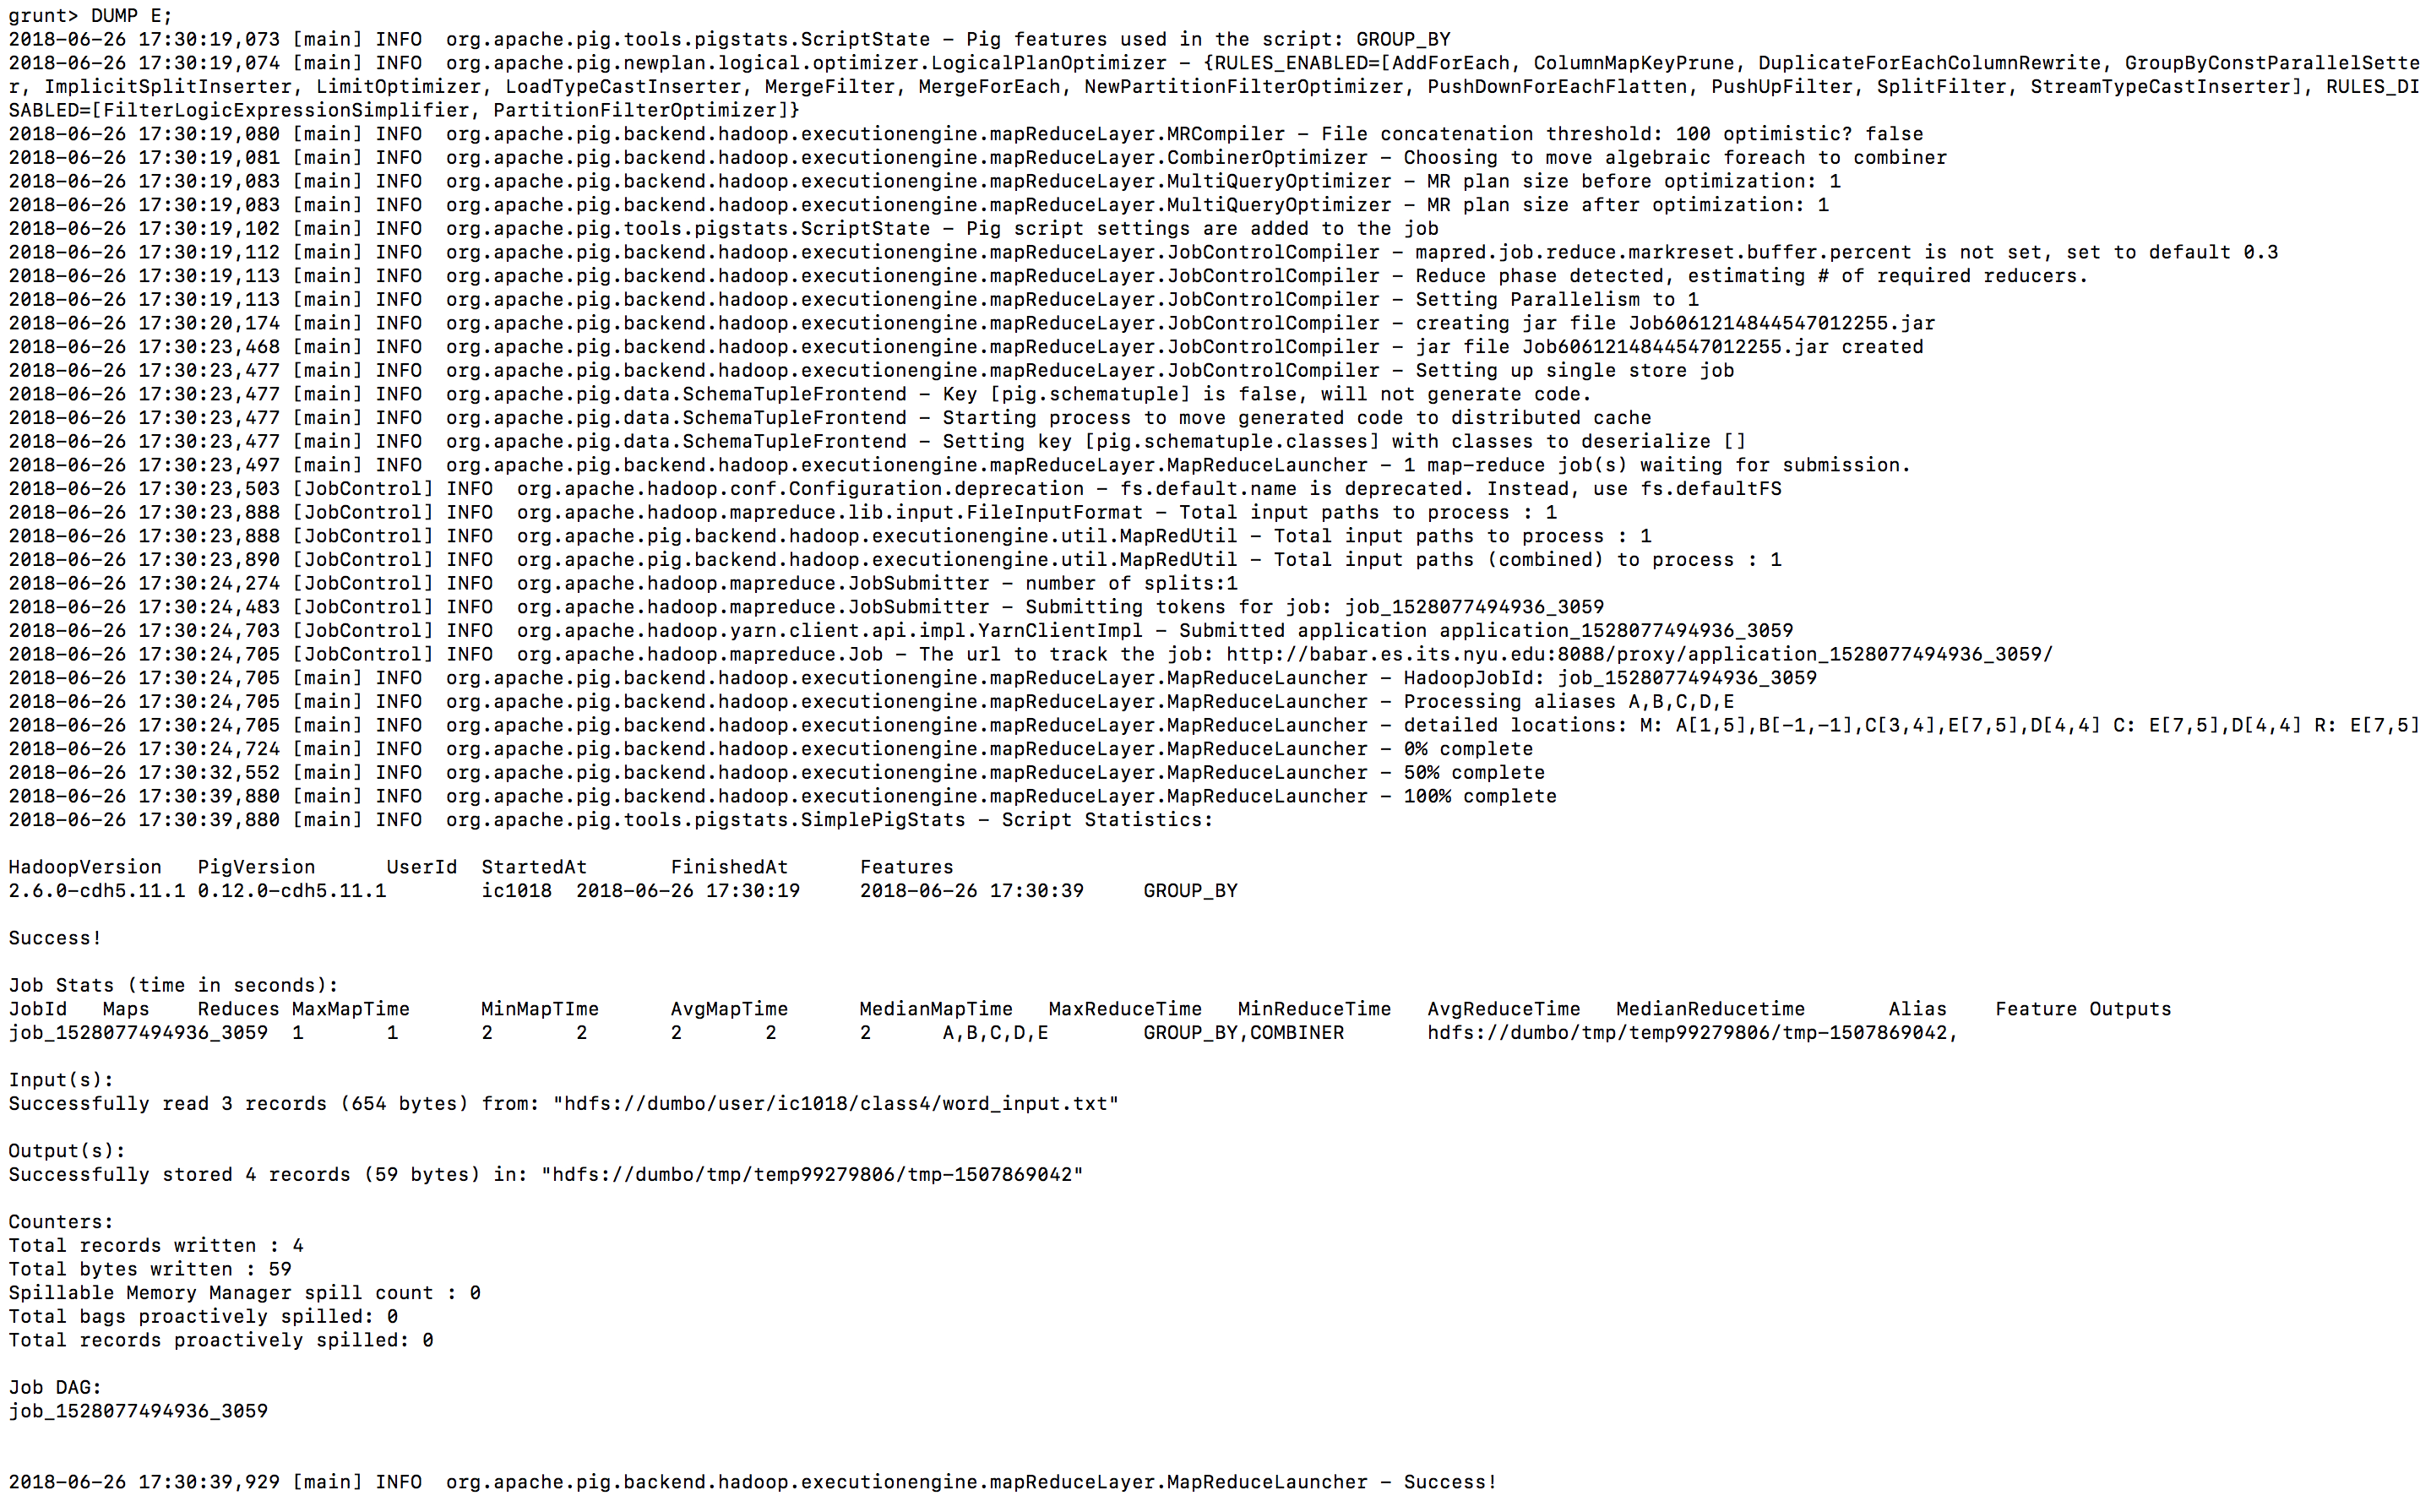 grunt> DUMP E;
2018-06-26 17:30:19,073 [main] INFO  org.apache.pig.tools.pigstats.ScriptState - Pig features used in the script: GROUP_BY
2018-06-26 17:30:19,074 [main] INFO  org.apache.pig.newplan.logical.optimizer.LogicalPlanOptimizer - {RULES_ENABLED=[AddForEach, ColumnMapKeyPrune, DuplicateForEachColumnRewrite, GroupByConstParallelSette
r, ImplicitSplitInserter, LimitOptimizer, LoadTypeCastInserter, MergeFilter, MergeForEach, NewPartitionFilterOptimizer, PushDownForEachFlatten, PushUpFilter, SplitFilter, StreamTypeCastInserter], RULES_DI
SABLED=[FilterLogicExpressionSimplifier, PartitionFilterOptimizer]}
2018-06-26 17:30:19,080 [main] INFO  org.apache.pig.backend.hadoop.executionengine.mapReduceLayer.MRCompiler - File concatenation threshold: 100 optimistic? false
2018-06-26 17:30:19,081 [main] INFO  org.apache.pig.backend.hadoop.executionengine.mapReduceLayer.CombinerOptimizer - Choosing to move algebraic foreach to combiner
2018-06-26 17:30:19,083 [main] INFO  org.apache.pig.backend.hadoop.executionengine.mapReduceLayer.MultiQueryOptimizer - MR plan size before optimization: 1
2018-06-26 17:30:19,083 [main] INFO  org.apache.pig.backend.hadoop.executionengine.mapReduceLayer.MultiQueryOptimizer - MR plan size after optimization: 1
2018-06-26 17:30:19,102 [main] INFO  org.apache.pig.tools.pigstats.ScriptState - Pig script settings are added to the job
2018-06-26 17:30:19,112 [main] INFO  org.apache.pig.backend.hadoop.executionengine.mapReduceLayer.JobControlCompiler - mapred.job.reduce.markreset.buffer.percent is not set, set to default 0.3
2018-06-26 17:30:19,113 [main] INFO  org.apache.pig.backend.hadoop.executionengine.mapReduceLayer.JobControlCompiler - Reduce phase detected, estimating # of required reducers.
2018-06-26 17:30:19,113 [main] INFO  org.apache.pig.backend.hadoop.executionengine.mapReduceLayer.JobControlCompiler - Setting Parallelism to 1
2018-06-26 17:30:20,174 [main] INFO  org.apache.pig.backend.hadoop.executionengine.mapReduceLayer.JobControlCompiler - creating jar file Job6061214844547012255.jar
2018-06-26 17:30:23,468 [main] INFO  org.apache.pig.backend.hadoop.executionengine.mapReduceLayer.JobControlCompiler - jar file Job6061214844547012255.jar created
2018-06-26 17:30:23,477 [main] INFO  org.apache.pig.backend.hadoop.executionengine.mapReduceLayer.JobControlCompiler - Setting up single store job
2018-06-26 17:30:23,477 [main] INFO  org.apache.pig.data.SchemaTupleFrontend - Key [pig.schematuple] is false, will not generate code.
2018-06-26 17:30:23,477 [main] INFO  org.apache.pig.data.SchemaTupleFrontend - Starting process to move generated code to distributed cache
2018-06-26 17:30:23,477 [main] INFO  org.apache.pig.data.SchemaTupleFrontend - Setting key [pig.schematuple.classes] with classes to deserialize []
2018-06-26 17:30:23,497 [main] INFO  org.apache.pig.backend.hadoop.executionengine.mapReduceLayer.MapReduceLauncher - 1 map-reduce job(s) waiting for submission.
2018-06-26 17:30:23,503 [JobControl] INFO  org.apache.hadoop.conf.Configuration.deprecation - fs.default.name is deprecated. Instead, use fs.defaultFS
2018-06-26 17:30:23,888 [JobControl] INFO  org.apache.hadoop.mapreduce.lib.input.FileInputFormat - Total input paths to process : 1
2018-06-26 17:30:23,888 [JobControl] INFO  org.apache.pig.backend.hadoop.executionengine.util.MapRedUtil - Total input paths to process : 1
2018-06-26 17:30:23,890 [JobControl] INFO  org.apache.pig.backend.hadoop.executionengine.util.MapRedUtil - Total input paths (combined) to process : 1
2018-06-26 17:30:24,274 [JobControl] INFO  org.apache.hadoop.mapreduce.JobSubmitter - number of splits:1
2018-06-26 17:30:24,483 [JobControl] INFO  org.apache.hadoop.mapreduce.JobSubmitter - Submitting tokens for job: job_1528077494936_3059
2018-06-26 17:30:24,703 [JobControl] INFO  org.apache.hadoop.yarn.client.api.impl.YarnClientImpl - Submitted application application_1528077494936_3059
2018-06-26 17:30:24,705 [JobControl] INFO  org.apache.hadoop.mapreduce.Job - The url to track the job: http://babar.es.its.nyu.edu:8088/proxy/application_1528077494936_3059/
2018-06-26 17:30:24,705 [main] INFO  org.apache.pig.backend.hadoop.executionengine.mapReduceLayer.MapReduceLauncher - HadoopJobId: job_1528077494936_3059
2018-06-26 17:30:24,705 [main] INFO  org.apache.pig.backend.hadoop.executionengine.mapReduceLayer.MapReduceLauncher - Processing aliases A,B,C,D,E
2018-06-26 17:30:24,705 [main] INFO  org.apache.pig.backend.hadoop.executionengine.mapReduceLayer.MapReduceLauncher - detailed locations: M: A[1,5],B[-1,-1],C[3,4],E[7,5],D[4,4] C: E[7,5],D[4,4] R: E[7,5]
2018-06-26 17:30:24,724 [main] INFO  org.apache.pig.backend.hadoop.executionengine.mapReduceLayer.MapReduceLauncher - 0% complete
2018-06-26 17:30:32,552 [main] INFO  org.apache.pig.backend.hadoop.executionengine.mapReduceLayer.MapReduceLauncher - 50% complete
2018-06-26 17:30:39,880 [main] INFO  org.apache.pig.backend.hadoop.executionengine.mapReduceLayer.MapReduceLauncher - 100% complete
2018-06-26 17:30:39,880 [main] INFO  org.apache.pig.tools.pigstats.SimplePigStats - Script Statistics:
HadoopVersion   PigVersion      UserId  StartedAt       FinishedAt      Features
2.6.0-cdh5.11.1 0.12.0-cdh5.11.1        ic1018  2018-06-26 17:30:19     2018-06-26 17:30:39     GROUP_BY
Success!
Job Stats (time in seconds):
JobId   Maps    Reduces MaxMapTime      MinMapTIme      AvgMapTime      MedianMapTime   MaxReduceTime   MinReduceTime   AvgReduceTime   MedianReducetime       Alias    Feature Outputs
job_1528077494936_3059  1       1       2       2       2       2       2      A,B,C,D,E        GROUP_BY,COMBINER       hdfs://dumbo/tmp/temp99279806/tmp-1507869042,
Input(s):
Successfully read 3 records (654 bytes) from: "hdfs://dumbo/user/ic1018/class4/word_input.txt"
Output(s):
Successfully stored 4 records (59 bytes) in: "hdfs://dumbo/tmp/temp99279806/tmp-1507869042"
Counters:
Total records written : 4
Total bytes written : 59
Spillable Memory Manager spill count : 0
Total bags proactively spilled: 0
Total records proactively spilled: 0
Job DAG:
job_1528077494936_3059
2018-06-26 17:30:39,929 [main] INFO  org.apache.pig.backend.hadoop.executionengine.mapReduceLayer.MapReduceLauncher - Success!